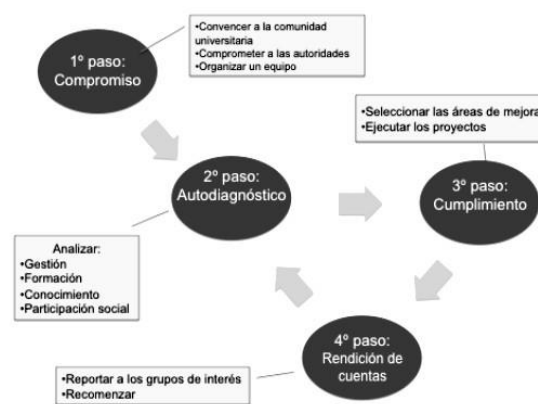 1º paso:
Compromiso
•Convencer a la comunidad
universitaria
•Comprometer a las autoridades
•Organizar un equipo
2º paso:
Autodiagnóstico
Analizar:
•Gestión
•Formación
•Conocimiento
•Participación social
•Seleccionar las áreas de mejora
•Ejecutar los proyectos
3º paso:
Cumplimiento
4º paso:
Rendición de
cuentas
•Reportar a los grupos de interés
•Recomenzar